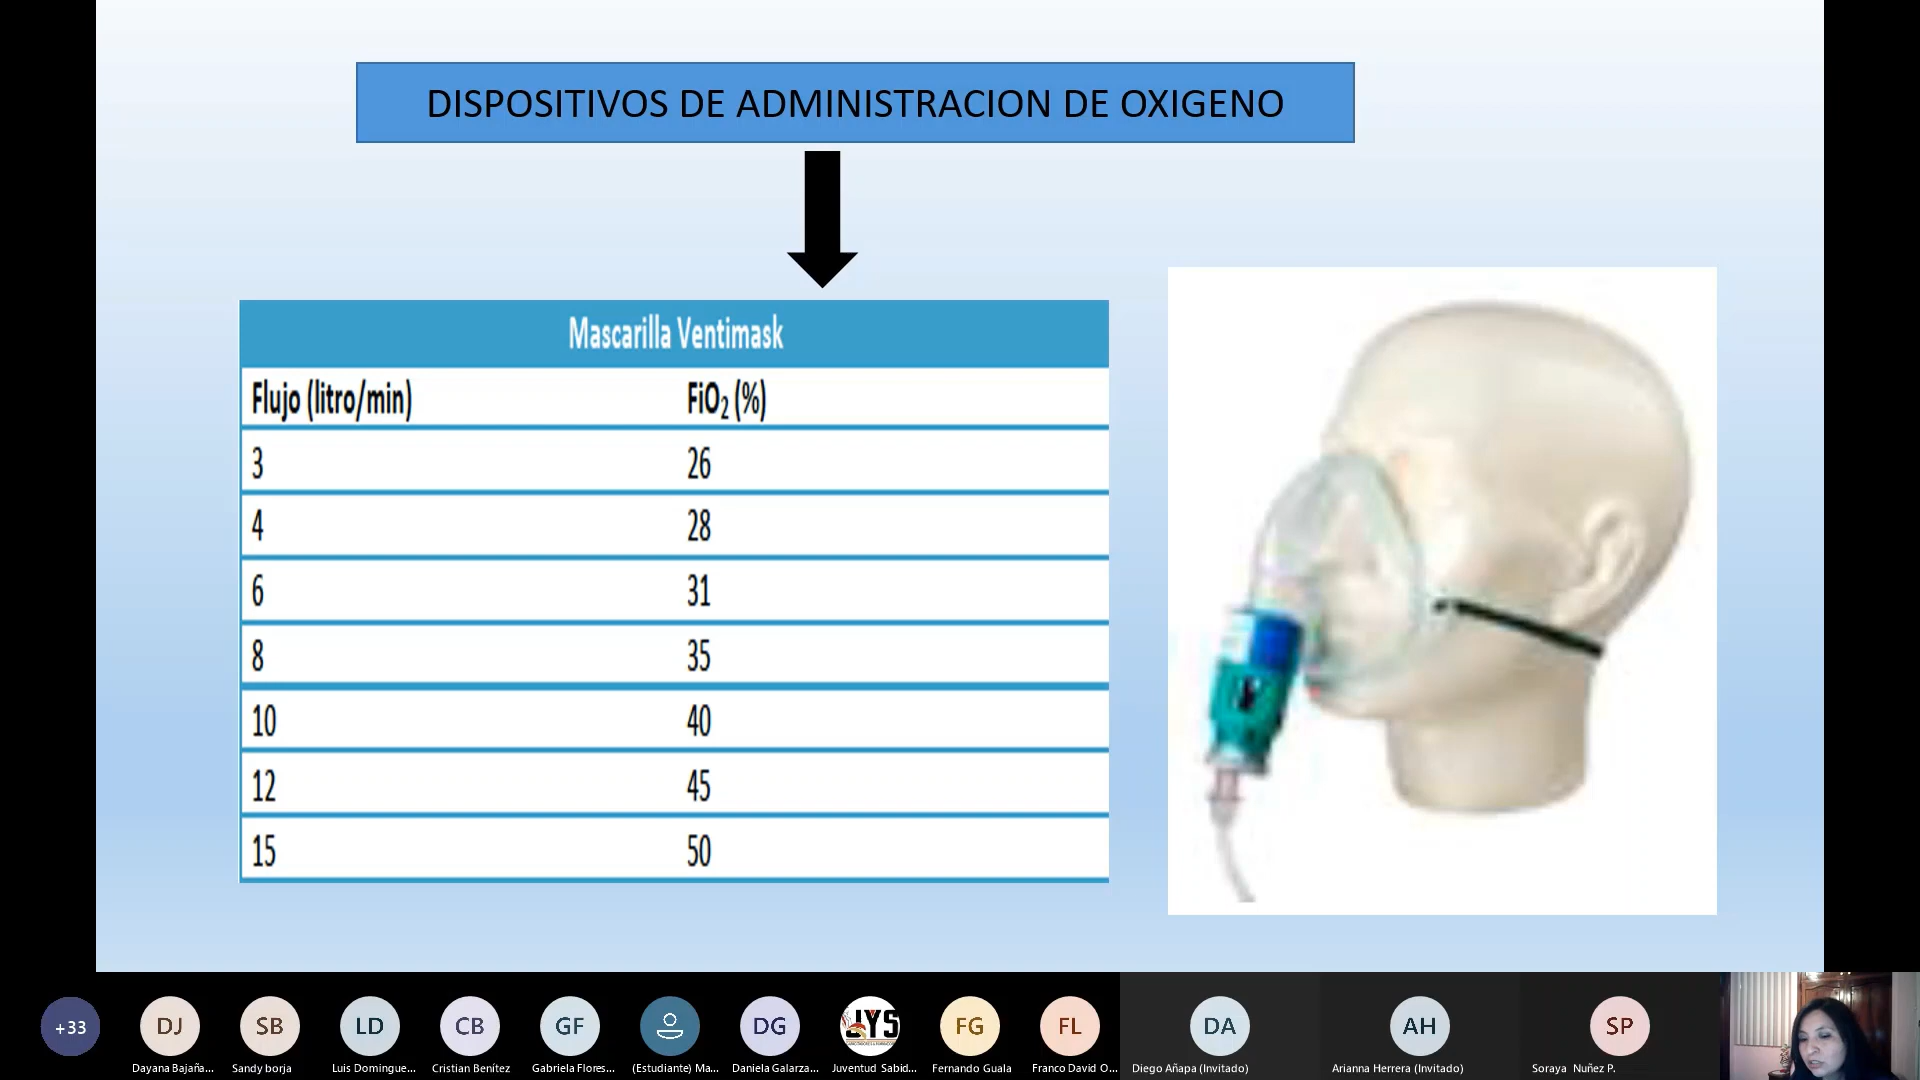 DISPOSITIVOS DE ADMINISTRACION DE OXIGENO
Mascarilla Ventimask
Flujo (litro/min) FiO₂ (%)
3 26
4 28
6 31
8 35
10 40
12 45
15 50
+33 DJ SB LD CB GF DG JYS FG FL DA AH SP
Dayana Bajaña... Sandy borja Luis Domingue... Cristian Benítez Gabriela Flores... (Estudiante) Ma... Daniela Galarza... Juventud Sabid... Fernando Guala Franco David O... Diego Añapa (Invitado) Arianna Herrera (Invitado) Soraya Nuñez P.